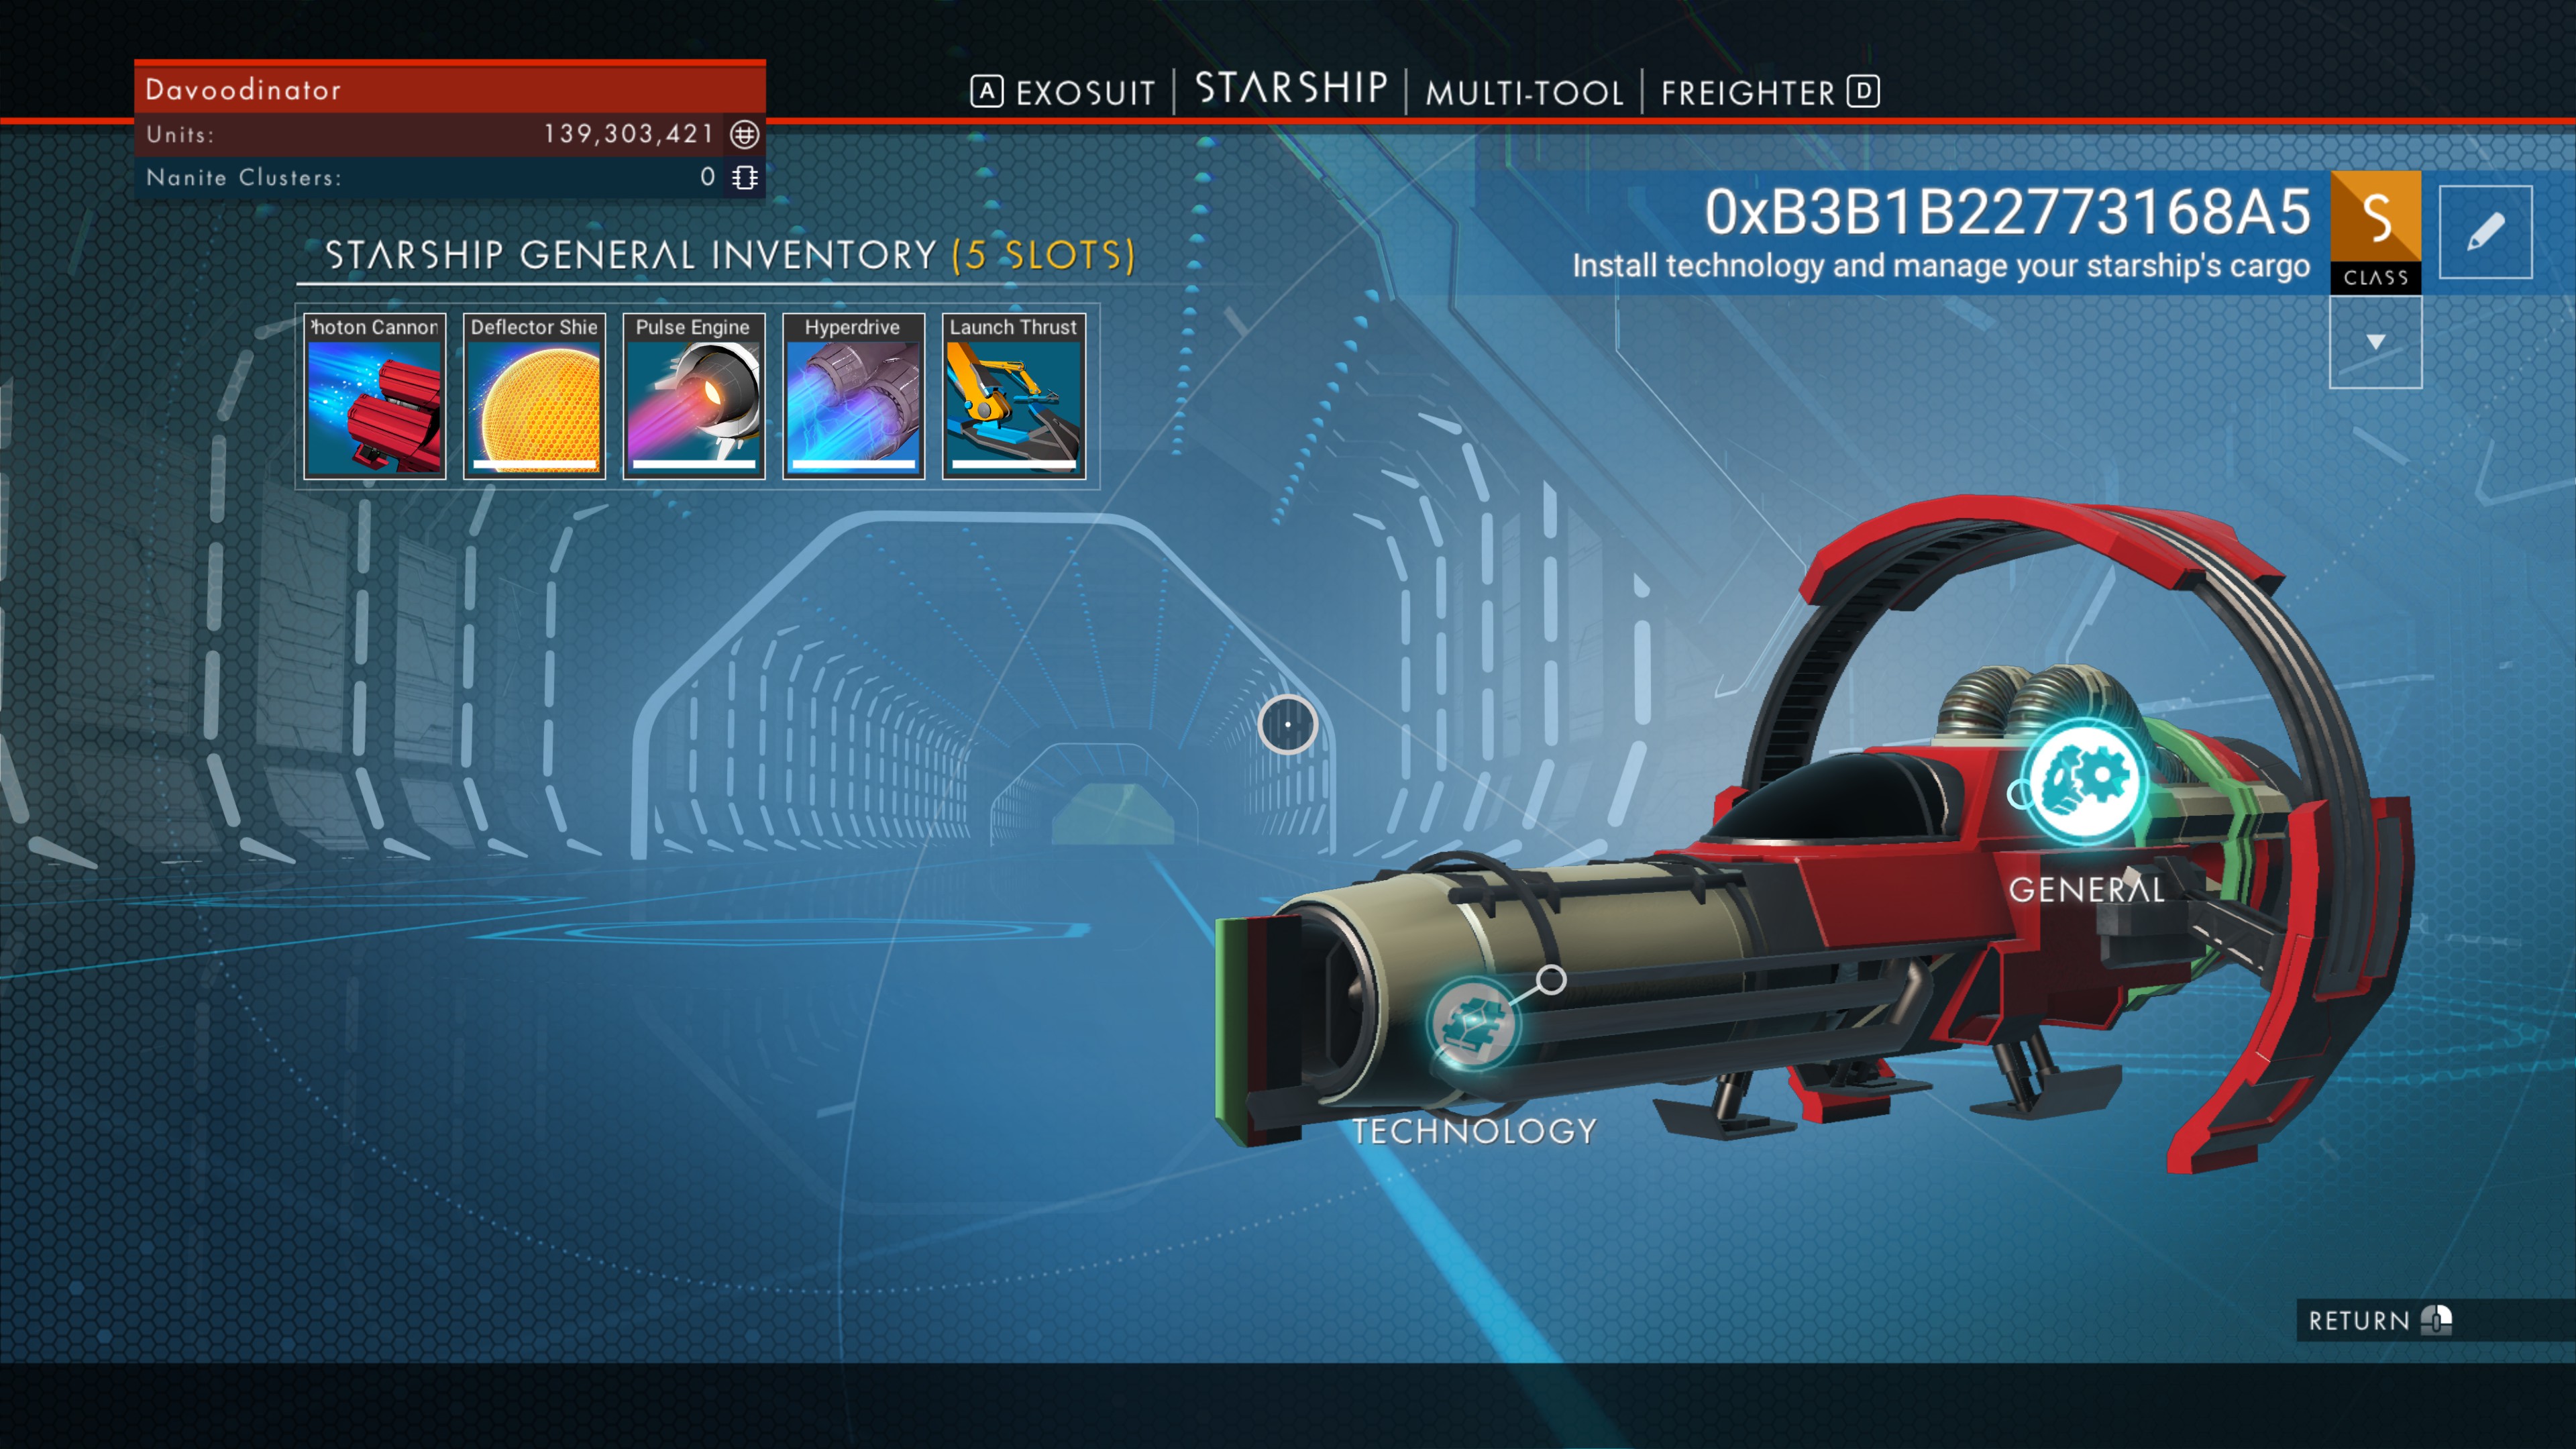 Davoodinator
Units: 139,303,421
Nanite Clusters: 0
A EXOSUIT STARSHIP MULTI-TOOL FREIGHTER D
0xB3B1B22773168A5
Install technology and manage your starship's cargo
S
CLASS
STARSHIP GENERAL INVENTORY (5 SLOTS)
hoton Cannon Deflector Shie Pulse Engine Hyperdrive Launch Thrust
GENERAL
TECHNOLOGY
RETURN